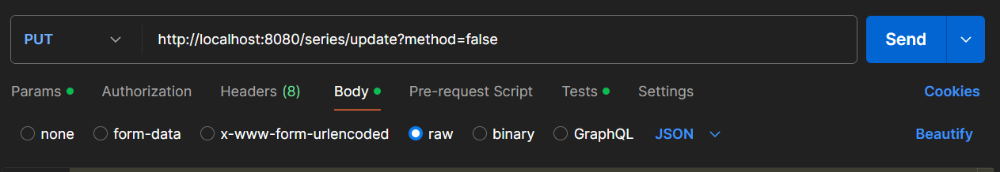 PUT http://localhost:8080/series/update?method=false Send
Params Authorization Headers (8) Body Pre-request Script Tests Settings Cookies
none form-data x-www-form-urlencoded raw binary GraphQL JSON Beautify